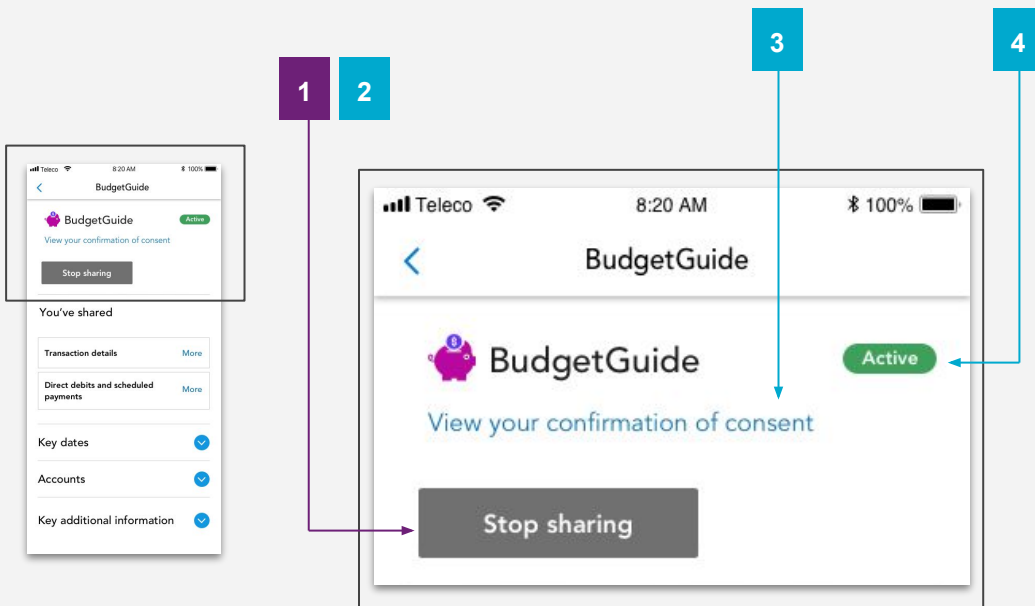 3
4
1
2
Teleco
8:20 AM
100%
BudgetGuide
BudgetGuide
Active
View your confirmation of consent
Stop sharing
You've shared
Transaction details
More
Direct debits and scheduled
payments
More
Key dates
Accounts
Key additional information
Teleco
8:20 AM
100%
BudgetGuide
$
BudgetGuide
Active
View your confirmation of consent
Stop sharing